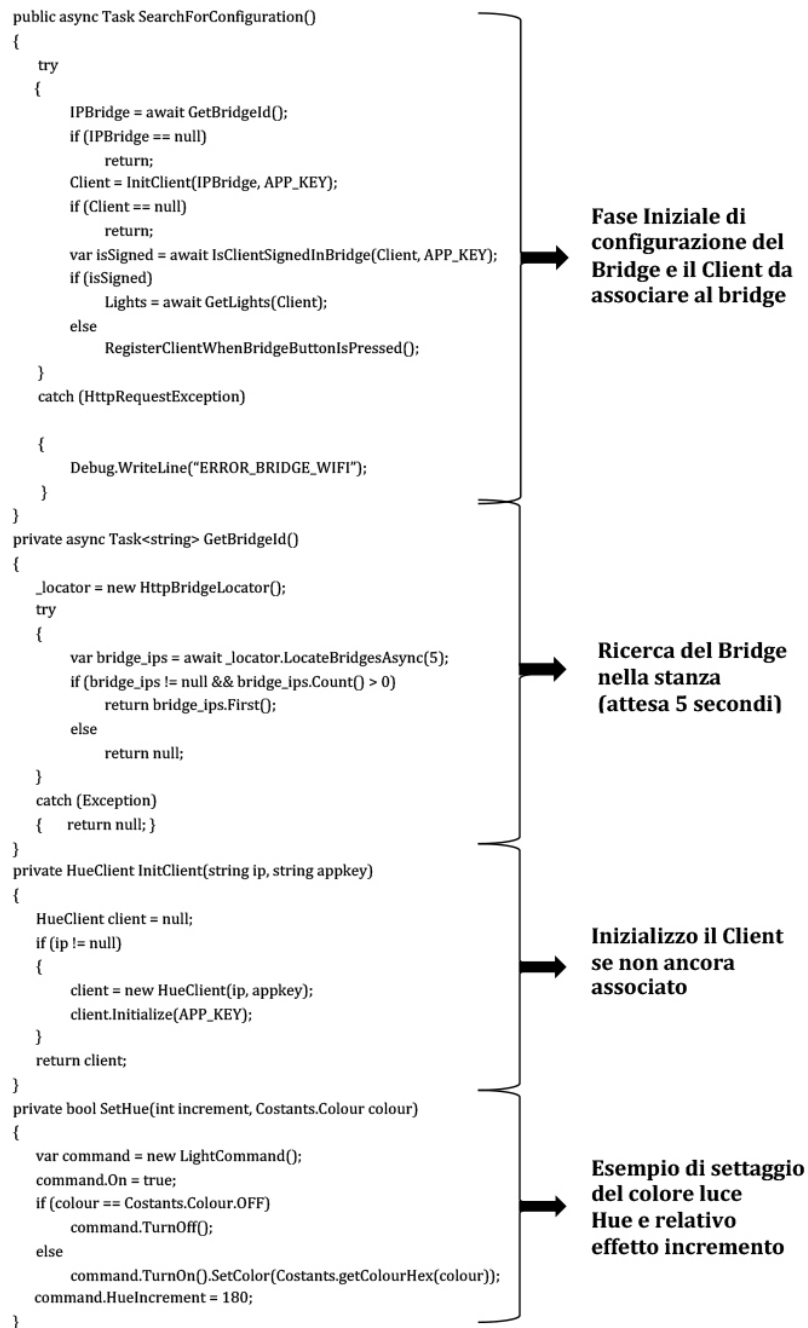 public async Task SearchForConfiguration()
{
try
{
IPBridge = await GetBridgeId();
if (IPBridge == null)
return;
Client = InitClient(IPBridge, APP_KEY);
if (Client == null)
return;
var isSigned = await IsClientSignedInBridge(Client, APP_KEY);
if (isSigned)
Lights = await GetLights(Client);
else
RegisterClientWhenBridgeButtonIsPressed();
}
catch (HttpRequestException)
{
Debug.WriteLine(“ERROR_BRIDGE_WIFI”);
}
}
Fase Iniziale di
configurazione del
Bridge e il Client da
associare al bridge
private async Task<string> GetBridgeId()
{
_locator = new HttpBridgeLocator();
try
{
var bridge_ips = await _locator.LocateBridgesAsync(5);
if (bridge_ips != null && bridge_ips.Count() > 0)
return bridge_ips.First();
else
return null;
}
catch (Exception)
{ return null; }
}
Ricerca del Bridge
nella stanza
(attesa 5 secondi)
private HueClient InitClient(string ip, string appkey)
{
HueClient client = null;
if (ip != null)
{
client = new HueClient(ip, appkey);
client.Initialize(APP_KEY);
}
return client;
}
Inizializzo il Client
se non ancora
associato
private bool SetHue(int increment, Costants.Colour colour)
{
var command = new LightCommand();
command.On = true;
if (colour == Costants.Colour.OFF)
command.TurnOff();
else
command.TurnOn().SetColor(Costants.getColourHex(colour));
command.HueIncrement = 180;
}
Esempio di settaggio
del colore luce
Hue e relativo
effetto incremento